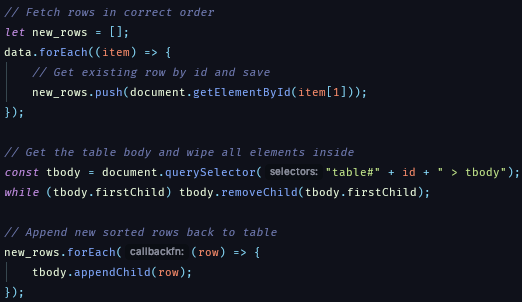 // Fetch rows in correct order
let new_rows = [];
data.forEach((item) => {
    // Get existing row by id and save
    new_rows.push(document.getElementById(item[1]));
});

// Get the table body and wipe all elements inside
const tbody = document.querySelector( selectors: "table#" + id + " > tbody");
while (tbody.firstChild) tbody.removeChild(tbody.firstChild);

// Append new sorted rows back to table
new_rows.forEach( callbackfn: (row) => {
    tbody.appendChild(row);
});